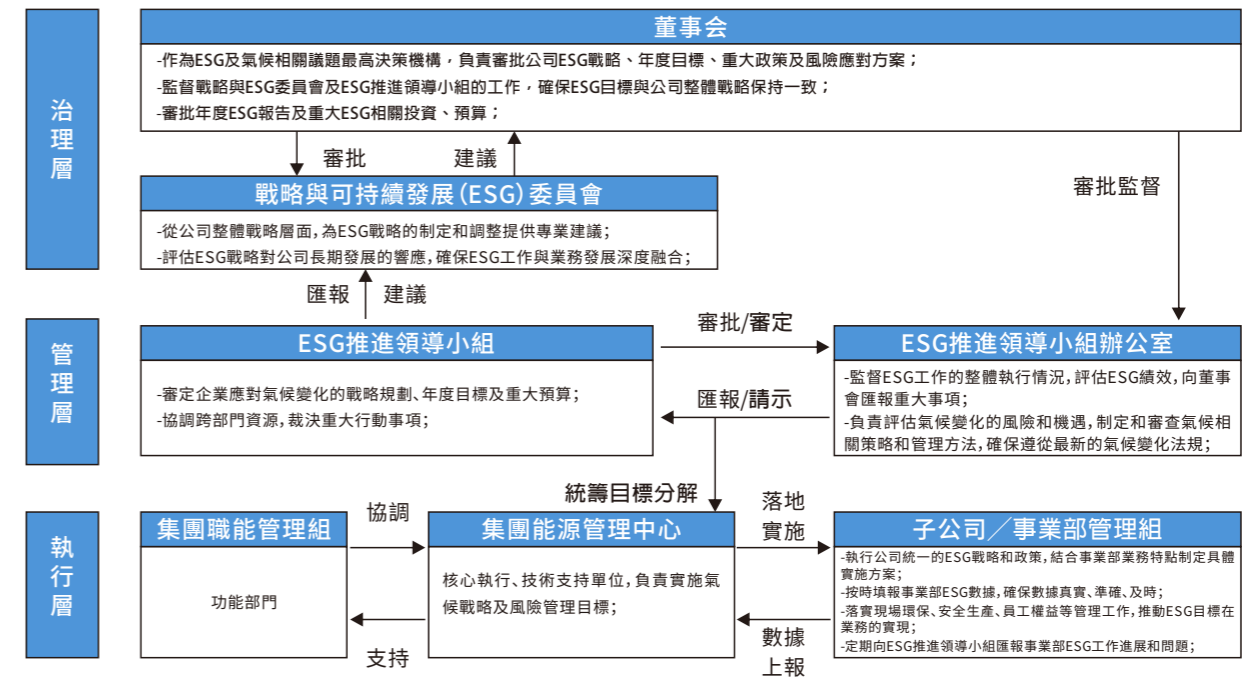 治理層
董事会
-作為ESG及氣候相關議題最高決策機構，負責審批公司ESG戰略、年度目標、重大政策及風險應對方案；
-監督戰略與ESG委員會及ESG推進領導小組的工作，確保ESG目標與公司整體戰略保持一致；
-審批年度ESG報告及重大ESG相關投資、預算；
審批
建議
審批監督
戰略與可持續發展（ESG）委員會
-從公司整體戰略層面，為ESG戰略的制定和調整提供專業建議；
-評估ESG戰略對公司長期發展的響應，確保ESG工作與業務發展深度融合；
匯報
建議
管理層
ESG推進領導小組
-審定企業應對氣候變化的戰略規劃、年度目標及重大預算；
-協調跨部門資源，裁決重大行動事項；
審批/審定
匯報/請示
ESG推進領導小組辦公室
-監督ESG工作的整體執行情況，評估ESG績效，向董事
會匯報重大事項；
-負責評估氣候變化的風險和機遇，制定和審查氣候相
關策略和管理方法，確保遵從最新的氣候變化法規；
統籌目標分解
執行層
集團職能管理組
功能部門
協調
支持
集團能源管理中心
核心執行、技術支持單位，負責實施氣
候戰略及風險管理目標；
落地
實施
數據
上報
子公司／事業部管理組
-執行公司統一的ESG戰略和政策，結合事業部業務特點制定具體
實施方案；
-按時填報事業部ESG數據，確保數據真實、準確、及時；
-落實現場環保、安全生產、員工權益等管理工作，推動ESG目標在
業務的實現；
-定期向ESG推進領導小組匯報事業部ESG工作進展和問題；